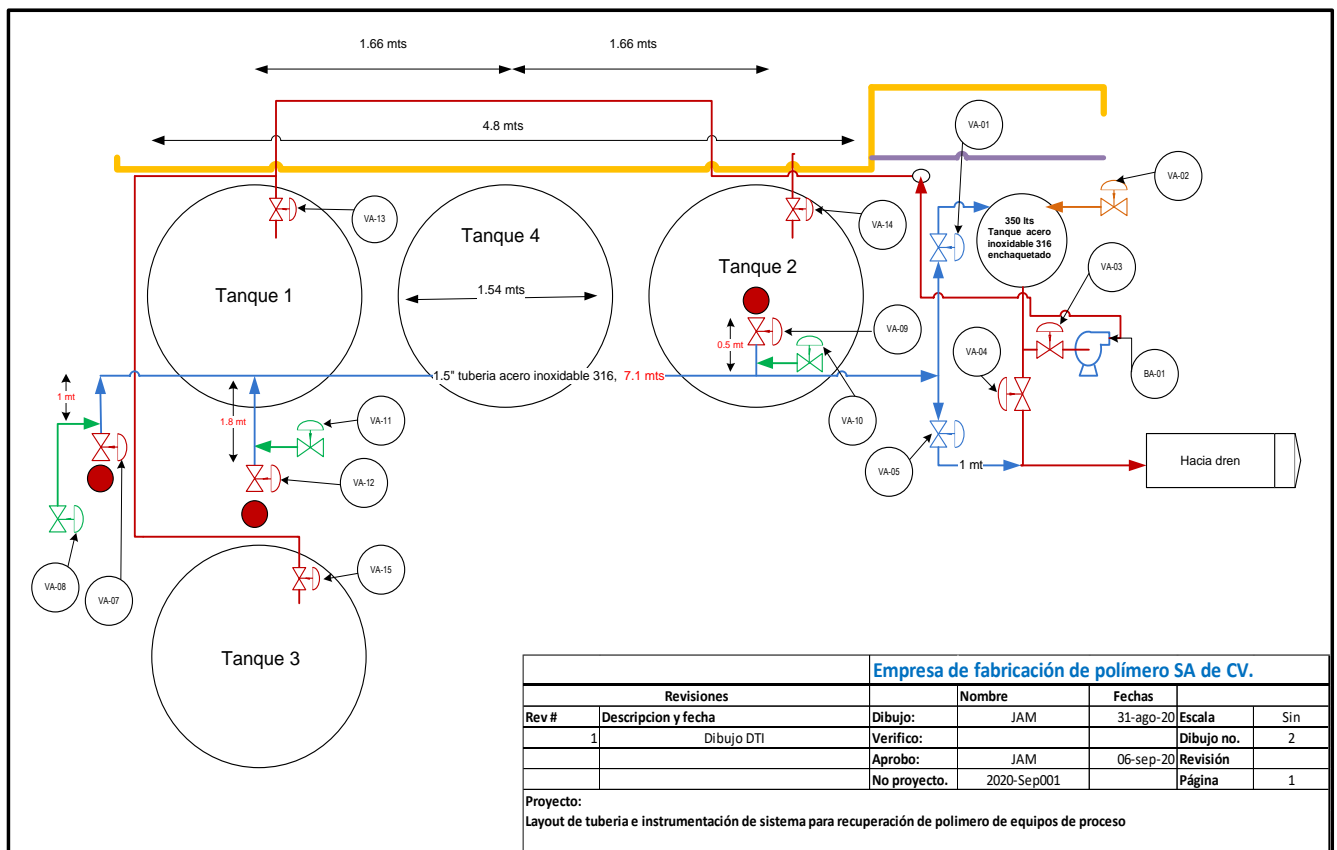 1.66 mts
1.66 mts
4.8 mts
VA-01
VA-02
VA-13
VA-14
350 lts
Tanque acero
inoxidable 316
enchaquetado
Tanque 4
Tanque 1
Tanque 2
1.54 mts
VA-03
VA-09
0.5 mt
VA-04
BA-01
1.5" tuberia acero inoxidable 316, 7.1 mts
1 mt
1.8 mt
VA-11
VA-10
VA-05
1 mt
Hacia dren
VA-12
VA-08
VA-07
VA-15
Tanque 3
Empresa de fabricación de polímero SA de CV.
Revisiones Nombre Fechas
Rev # Descripcion y fecha Dibujo: JAM 31-ago-20 Escala Sin
1 Dibujo DTI Verifico: Dibujo no. 2
Aprobo: JAM 06-sep-20 Revisión
No proyecto. 2020-Sep001 Página 1
Proyecto:
Layout de tuberia e instrumentación de sistema para recuperación de polimero de equipos de proceso